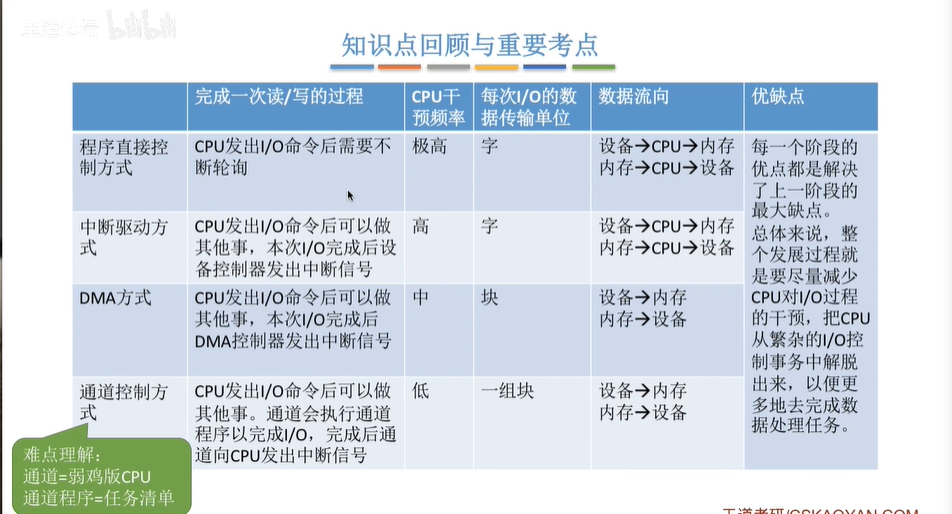 bilibili
知识点回顾与重要考点
完成一次读/写的过程
CPU干
预频率
每次I/O的数
据传输单位
数据流向
优缺点
程序直接控
制方式
CPU发出I/O命令后需要不
断轮询
极高
字
设备→CPU→内存
内存→CPU→设备
每一个阶段的
优点都是解决
了上一阶段的
最大缺点。
总体来说，整
个发展过程就
是要尽量减少
CPU对I/O过程
的干预，把CPU
从繁杂的I/O控
制事务中解脱
出来，以便更
多地去完成数
据处理任务。
中断驱动方
式
CPU发出I/O命令后可以做
其他事，本次I/O完成后设
备控制器发出中断信号
高
字
设备→CPU→内存
内存→CPU→设备
DMA方式
CPU发出I/O命令后可以做
其他事，本次I/O完成后
DMA控制器发出中断信号
中
块
设备→内存
内存→设备
通道控制方
式
CPU发出I/O命令后可以做
其他事。通道会执行通道
程序以完成I/O，完成后通
道向CPU发出中断信号
低
一组块
设备→内存
内存→设备
难点理解：
通道=弱鸡版CPU
通道程序=任务清单
王道考研/CSKAOYAN.COM